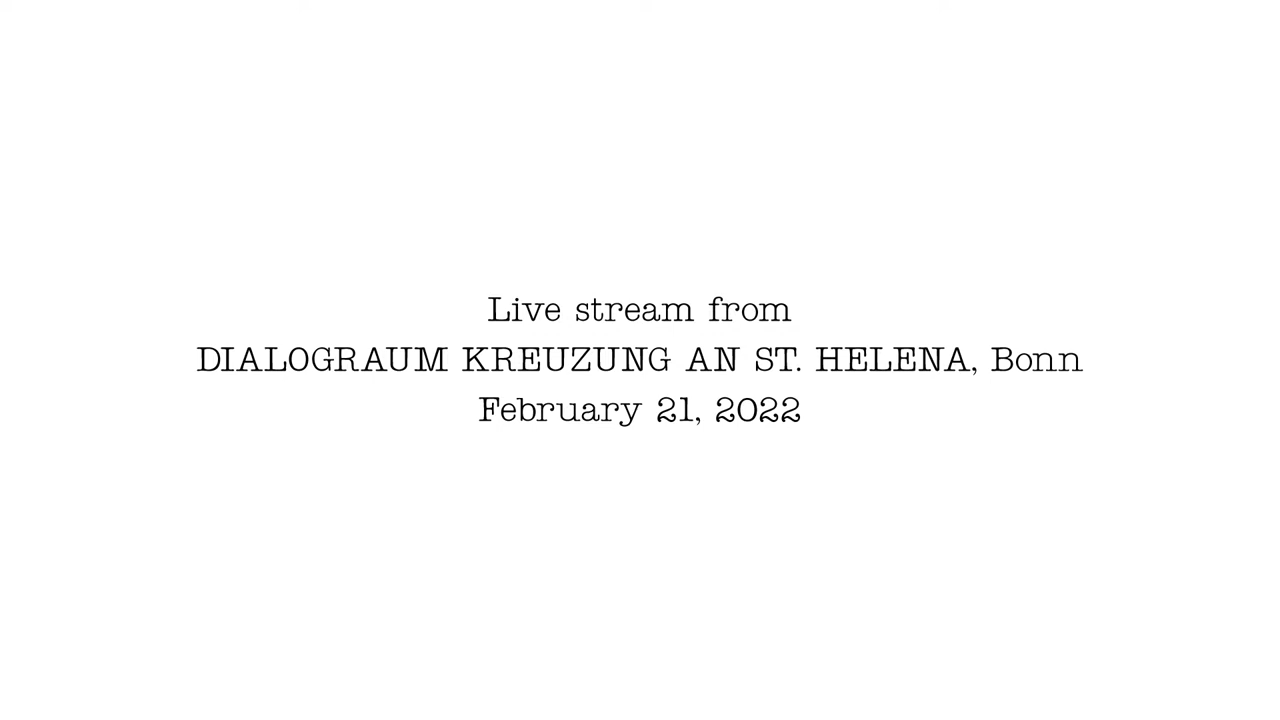 Live stream from
DIALOGRAUM KREUZUNG AN ST. HELENA, Bonn
February 21, 2022